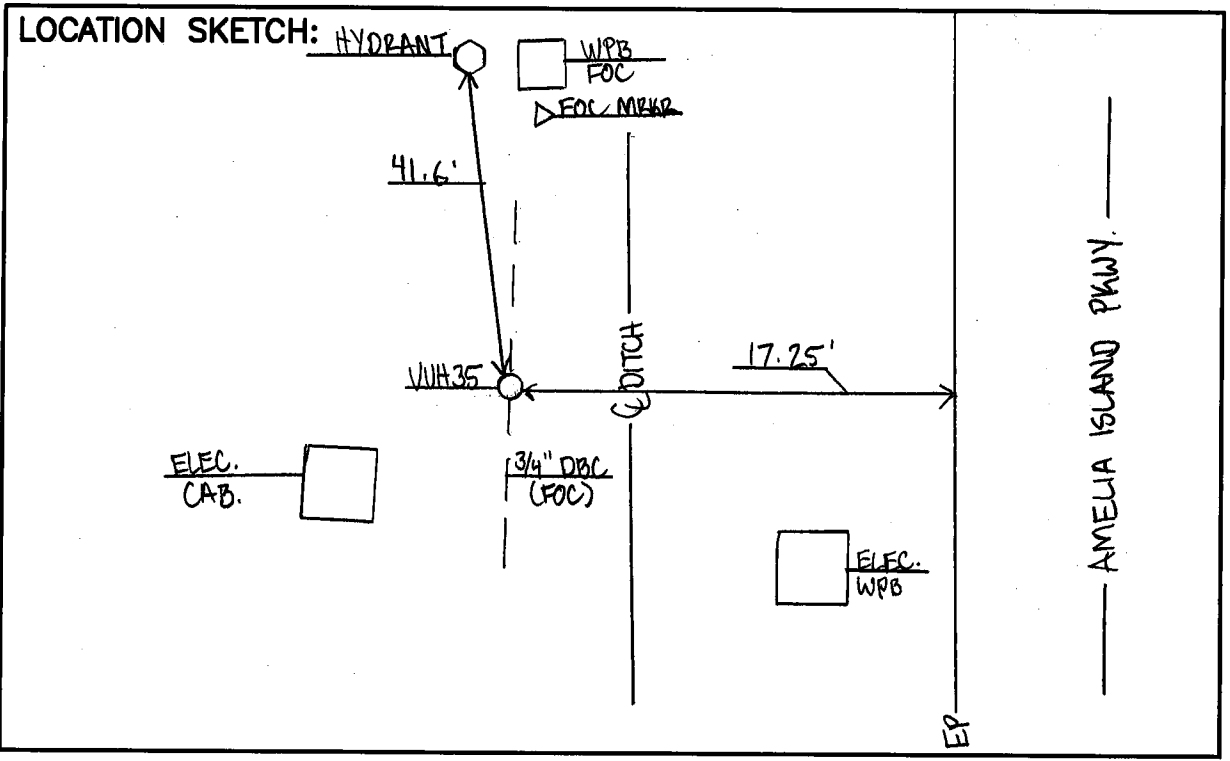 LOCATION SKETCH:
HYDRANT
WPB
FOC
FOC MRKR
41.6'
17.25'
VUH35
℄ DITCH
ELEC.
CAB.
3/4" DBC
(FOC)
ELEC.
WPB
AMELIA ISLAND PKWY.
EP